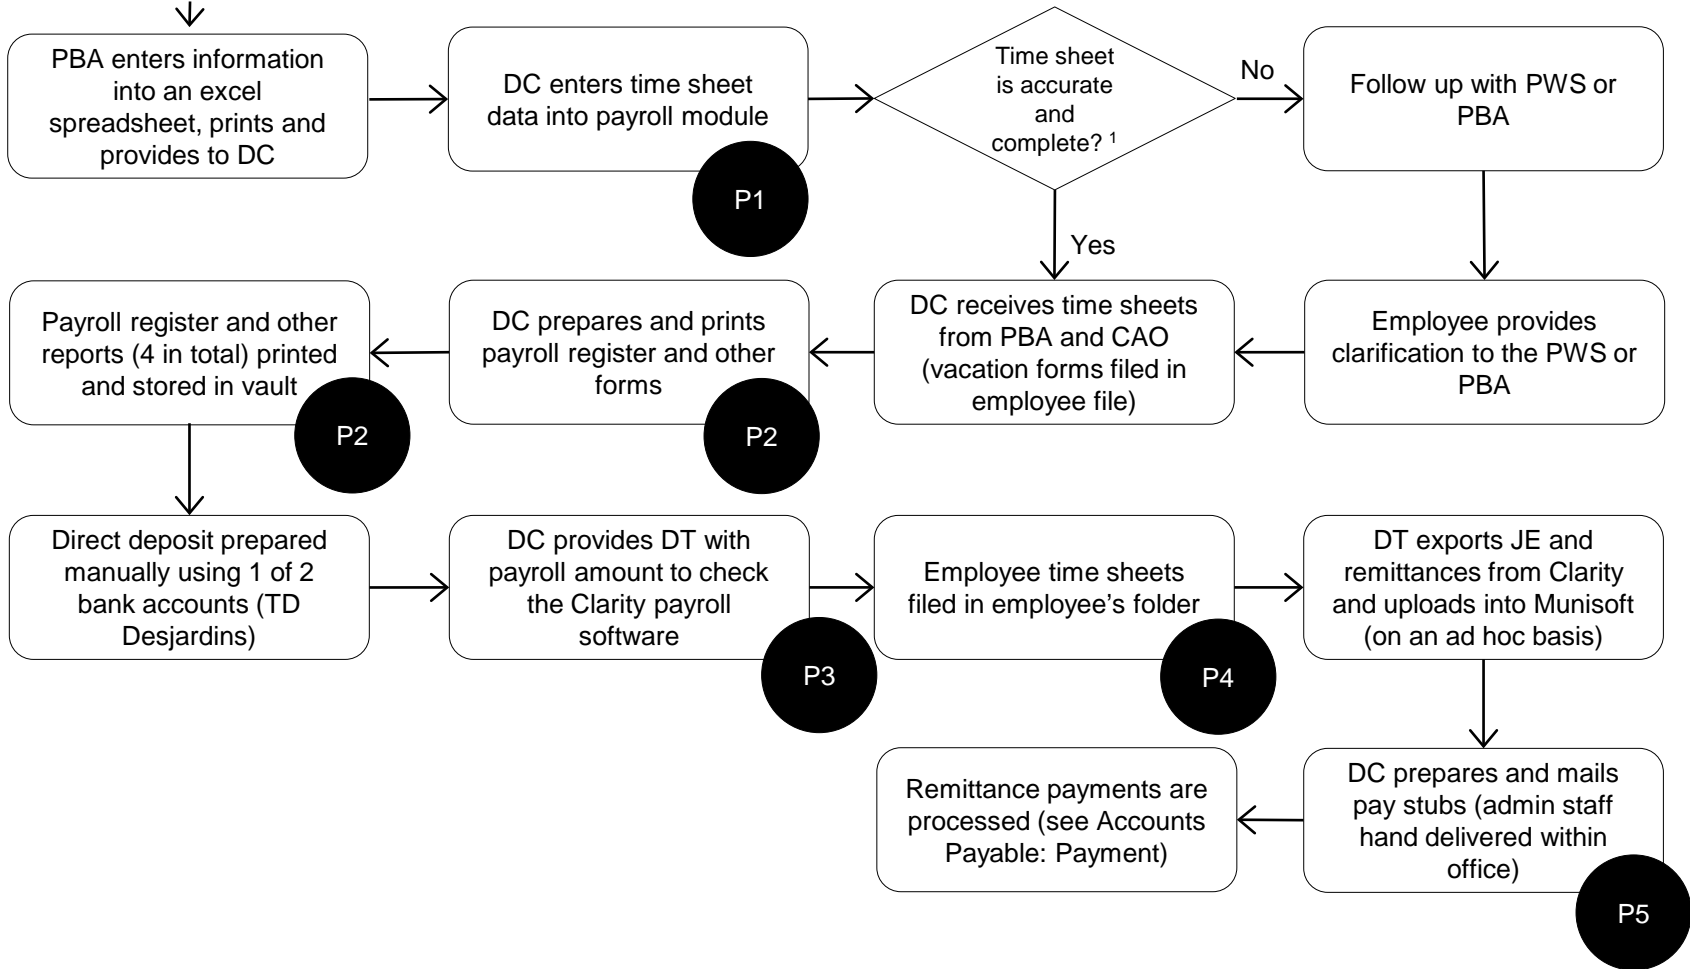 PBA enters information
into an excel
spreadsheet, prints and
provides to DC
DC enters time sheet
data into payroll module
P1
Time sheet
is accurate
and
complete? ¹
No
Follow up with PWS or
PBA
Yes
Payroll register and other
reports (4 in total) printed
and stored in vault
P2
DC prepares and prints
payroll register and other
forms
P2
DC receives time sheets
from PBA and CAO
(vacation forms filed in
employee file)
Employee provides
clarification to the PWS or
PBA
Direct deposit prepared
manually using 1 of 2
bank accounts (TD
Desjardins)
DC provides DT with
payroll amount to check
the Clarity payroll
software
P3
Employee time sheets
filed in employee’s folder
P4
DT exports JE and
remittances from Clarity
and uploads into Munisoft
(on an ad hoc basis)
Remittance payments are
processed (see Accounts
Payable: Payment)
DC prepares and mails
pay stubs (admin staff
hand delivered within
office)
P5